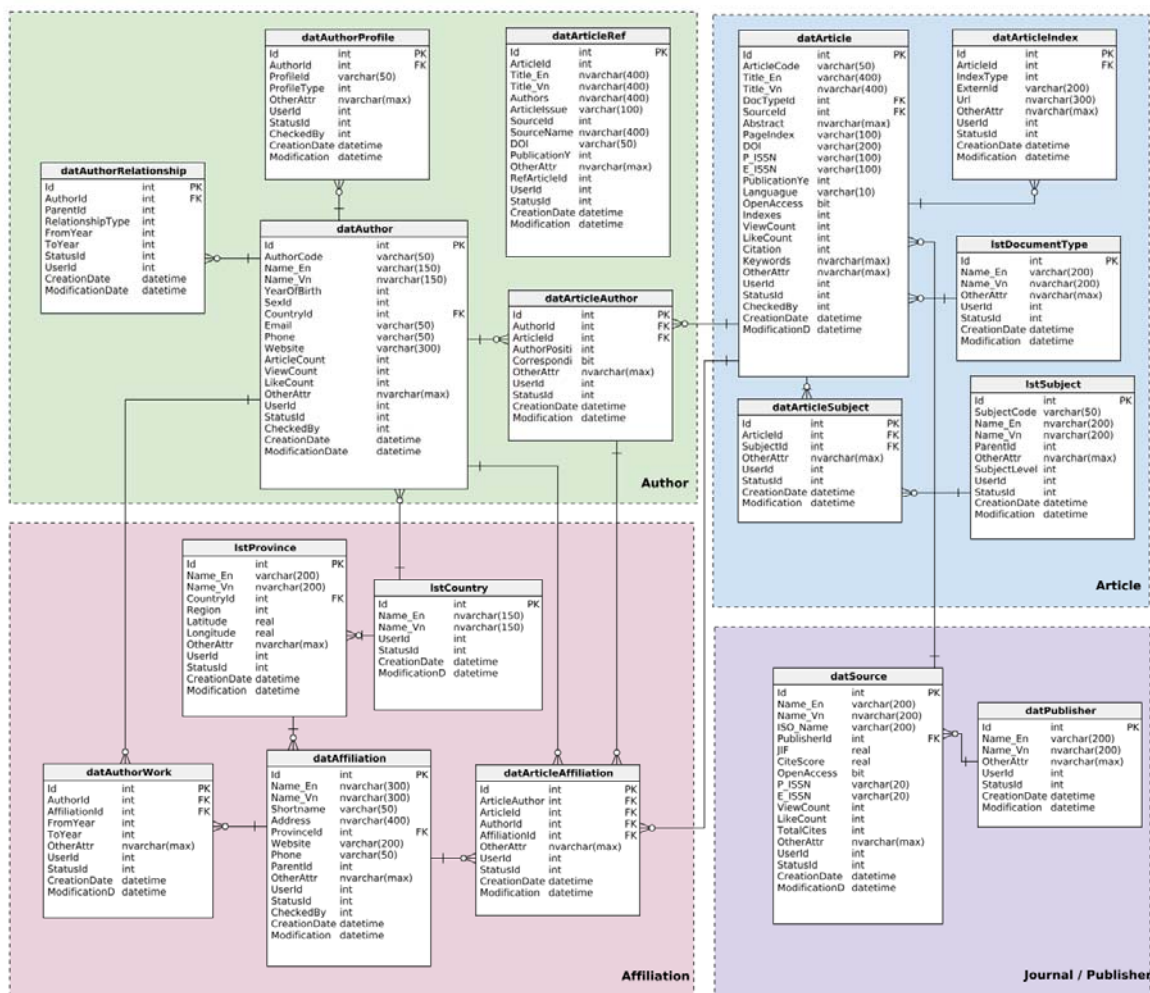 datAuthorProfile
Id int PK
AuthorId int FK
ProfileId varchar(50)
ProfileType int
OtherAttr nvarchar(max)
UserId int
StatusId int
CheckedBy int
CreationDate datetime
Modification datetime
datArticleRef
Id int PK
ArticleId int
Title_En nvarchar(400)
Title_Vn nvarchar(400)
Authors nvarchar(400)
ArticleIssue varchar(100)
SourceId int
SourceName nvarchar(400)
DOI varchar(50)
PublicationY int
OtherAttr nvarchar(max)
RefArticleId int
UserId int
StatusId int
CreationDate datetime
Modification datetime
datAuthorRelationship
Id int PK
AuthorId int FK
ParentId int
RelationshipType int
FromYear int
ToYear int
StatusId int
UserId int
CreationDate datetime
ModificationDate datetime
datAuthor
Id int PK
AuthorCode varchar(50)
Name_En varchar(150)
Name_Vn nvarchar(150)
YearOfBirth int
SexId int
CountryId int FK
Email varchar(50)
Phone varchar(50)
Website varchar(300)
ArticleCount int
ViewCount int
LikeCount int
OtherAttr nvarchar(max)
UserId int
StatusId int
CheckedBy int
CreationDate datetime
ModificationDate datetime
datArticleAuthor
Id int PK
AuthorId int FK
ArticleId int FK
AuthorPositi int
Correspondi bit
OtherAttr nvarchar(max)
UserId int
StatusId int
CreationDate datetime
Modification datetime
Author
datArticle
Id int PK
ArticleCode varchar(50)
Title_En varchar(400)
Title_Vn nvarchar(400)
DocTypeId int FK
SourceId int FK
Abstract nvarchar(max)
PageIndex varchar(100)
DOI varchar(200)
P_ISSN varchar(100)
E_ISSN varchar(100)
PublicationYe int
Languague varchar(10)
OpenAccess bit
Indexes int
ViewCount int
LikeCount int
Citation int
Keywords nvarchar(max)
OtherAttr nvarchar(max)
UserId int
StatusId int
CheckedBy int
CreationDate datetime
ModificationD datetime
datArticleIndex
Id int PK
ArticleId int FK
IndexType int
ExternId varchar(200)
Url nvarchar(300)
OtherAttr nvarchar(max)
UserId int
StatusId int
CreationDate datetime
Modification datetime
lstDocumentType
Id int PK
Name_En varchar(200)
Name_Vn nvarchar(200)
OtherAttr nvarchar(max)
UserId int
StatusId int
CreationDate datetime
Modification datetime
datArticleSubject
Id int PK
ArticleId int FK
SubjectId int FK
OtherAttr nvarchar(max)
UserId int
StatusId int
CreationDate datetime
Modification datetime
lstSubject
Id int PK
SubjectCode varchar(50)
Name_En nvarchar(200)
Name_Vn nvarchar(200)
ParentId int
OtherAttr nvarchar(max)
SubjectLevel int
UserId int
StatusId int
CreationDate datetime
Modification datetime
Article
lstProvince
Id int PK
Name_En varchar(200)
Name_Vn nvarchar(200)
CountryId int FK
Region int
Latitude real
Longitude real
OtherAttr nvarchar(max)
UserId int
StatusId int
CreationDate datetime
Modification datetime
lstCountry
Id int PK
Name_En nvarchar(150)
Name_Vn nvarchar(150)
UserId int
StatusId int
CreationDate datetime
ModificationD datetime
datAuthorWork
Id int PK
AuthorId int FK
AffiliationId int FK
FromYear int
ToYear int
OtherAttr nvarchar(max)
UserId int
StatusId int
CreationDate datetime
ModificationD datetime
datAffiliation
Id int PK
Name_En nvarchar(300)
Name_Vn nvarchar(300)
Shortname varchar(50)
Address nvarchar(400)
ProvinceId int FK
Website varchar(200)
Phone varchar(50)
ParentId int
OtherAttr nvarchar(max)
UserId int
StatusId int
CheckedBy int
CreationDate datetime
Modification datetime
datArticleAffiliation
Id int PK
ArticleAuthor int FK
ArticleId int FK
AuthorId int FK
AffiliationId int FK
OtherAttr nvarchar(max)
UserId int
StatusId int
CreationDate datetime
Modification datetime
Affiliation
datSource
Id int PK
Name_En varchar(200)
Name_Vn nvarchar(200)
ISO_Name varchar(200)
PublisherId int FK
JIF real
CiteScore real
OpenAccess bit
P_ISSN varchar(20)
E_ISSN varchar(20)
ViewCount int
LikeCount int
TotalCites int
OtherAttr nvarchar(max)
UserId int
StatusId int
CreationDate datetime
ModificationD datetime
datPublisher
Id int PK
Name_En varchar(200)
Name_Vn nvarchar(200)
OtherAttr nvarchar(max)
UserId int
StatusId int
CreationDate datetime
Modification datetime
Journal / Publisher